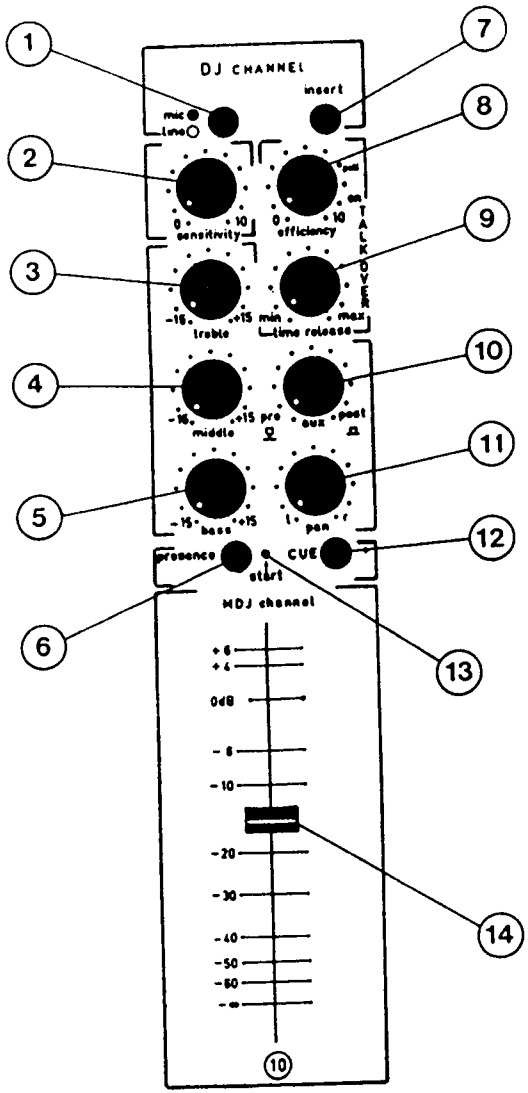 1
7
DJ CHANNEL
insert
mic
line
8
2
pull
on
0 10
sensitivity
0 10
efficiency
TALKOVER
9
3
-15 +15
treble
min max
time release
10
4
-15 +15
middle
pre post
aux
11
5
-15 +15
bass
l r
pan
12
presence
CUE
start
6
13
MDJ channel
+6
+4
0dB
-6
-10
-20
-30
14
-40
-50
-60
-∞
10